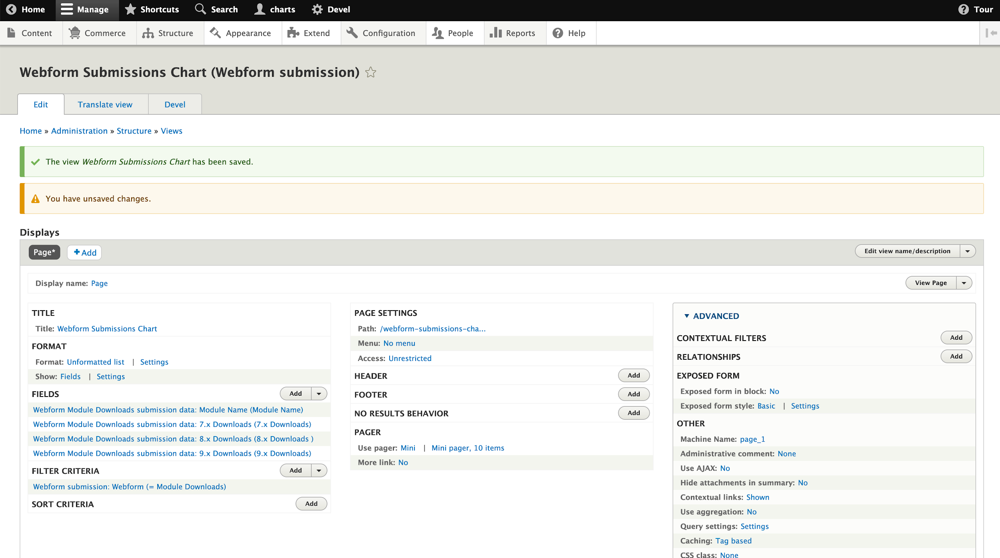 Home Manage Shortcuts Search charts Devel Tour
Content Commerce Structure Appearance Extend Configuration People Reports Help
Webform Submissions Chart (Webform submission)
Edit Translate view Devel
Home » Administration » Structure » Views
The view Webform Submissions Chart has been saved.
You have unsaved changes.
Displays
Page* Add Edit view name/description
Display name: Page View Page
TITLE
Title: Webform Submissions Chart
FORMAT
Format: Unformatted list | Settings
Show: Fields | Settings
FIELDS Add
Webform Module Downloads submission data: Module Name (Module Name)
Webform Module Downloads submission data: 7.x Downloads (7.x Downloads)
Webform Module Downloads submission data: 8.x Downloads (8.x Downloads )
Webform Module Downloads submission data: 9.x Downloads (9.x Downloads)
FILTER CRITERIA Add
Webform submission: Webform (= Module Downloads)
SORT CRITERIA Add
PAGE SETTINGS
Path: /webform-submissions-cha...
Menu: No menu
Access: Unrestricted
HEADER Add
FOOTER Add
NO RESULTS BEHAVIOR Add
PAGER
Use pager: Mini | Mini pager, 10 items
More link: No
ADVANCED
CONTEXTUAL FILTERS Add
RELATIONSHIPS Add
EXPOSED FORM
Exposed form in block: No
Exposed form style: Basic | Settings
OTHER
Machine Name: page_1
Administrative comment: None
Use AJAX: No
Hide attachments in summary: No
Contextual links: Shown
Use aggregation: No
Query settings: Settings
Caching: Tag based
CSS class: None